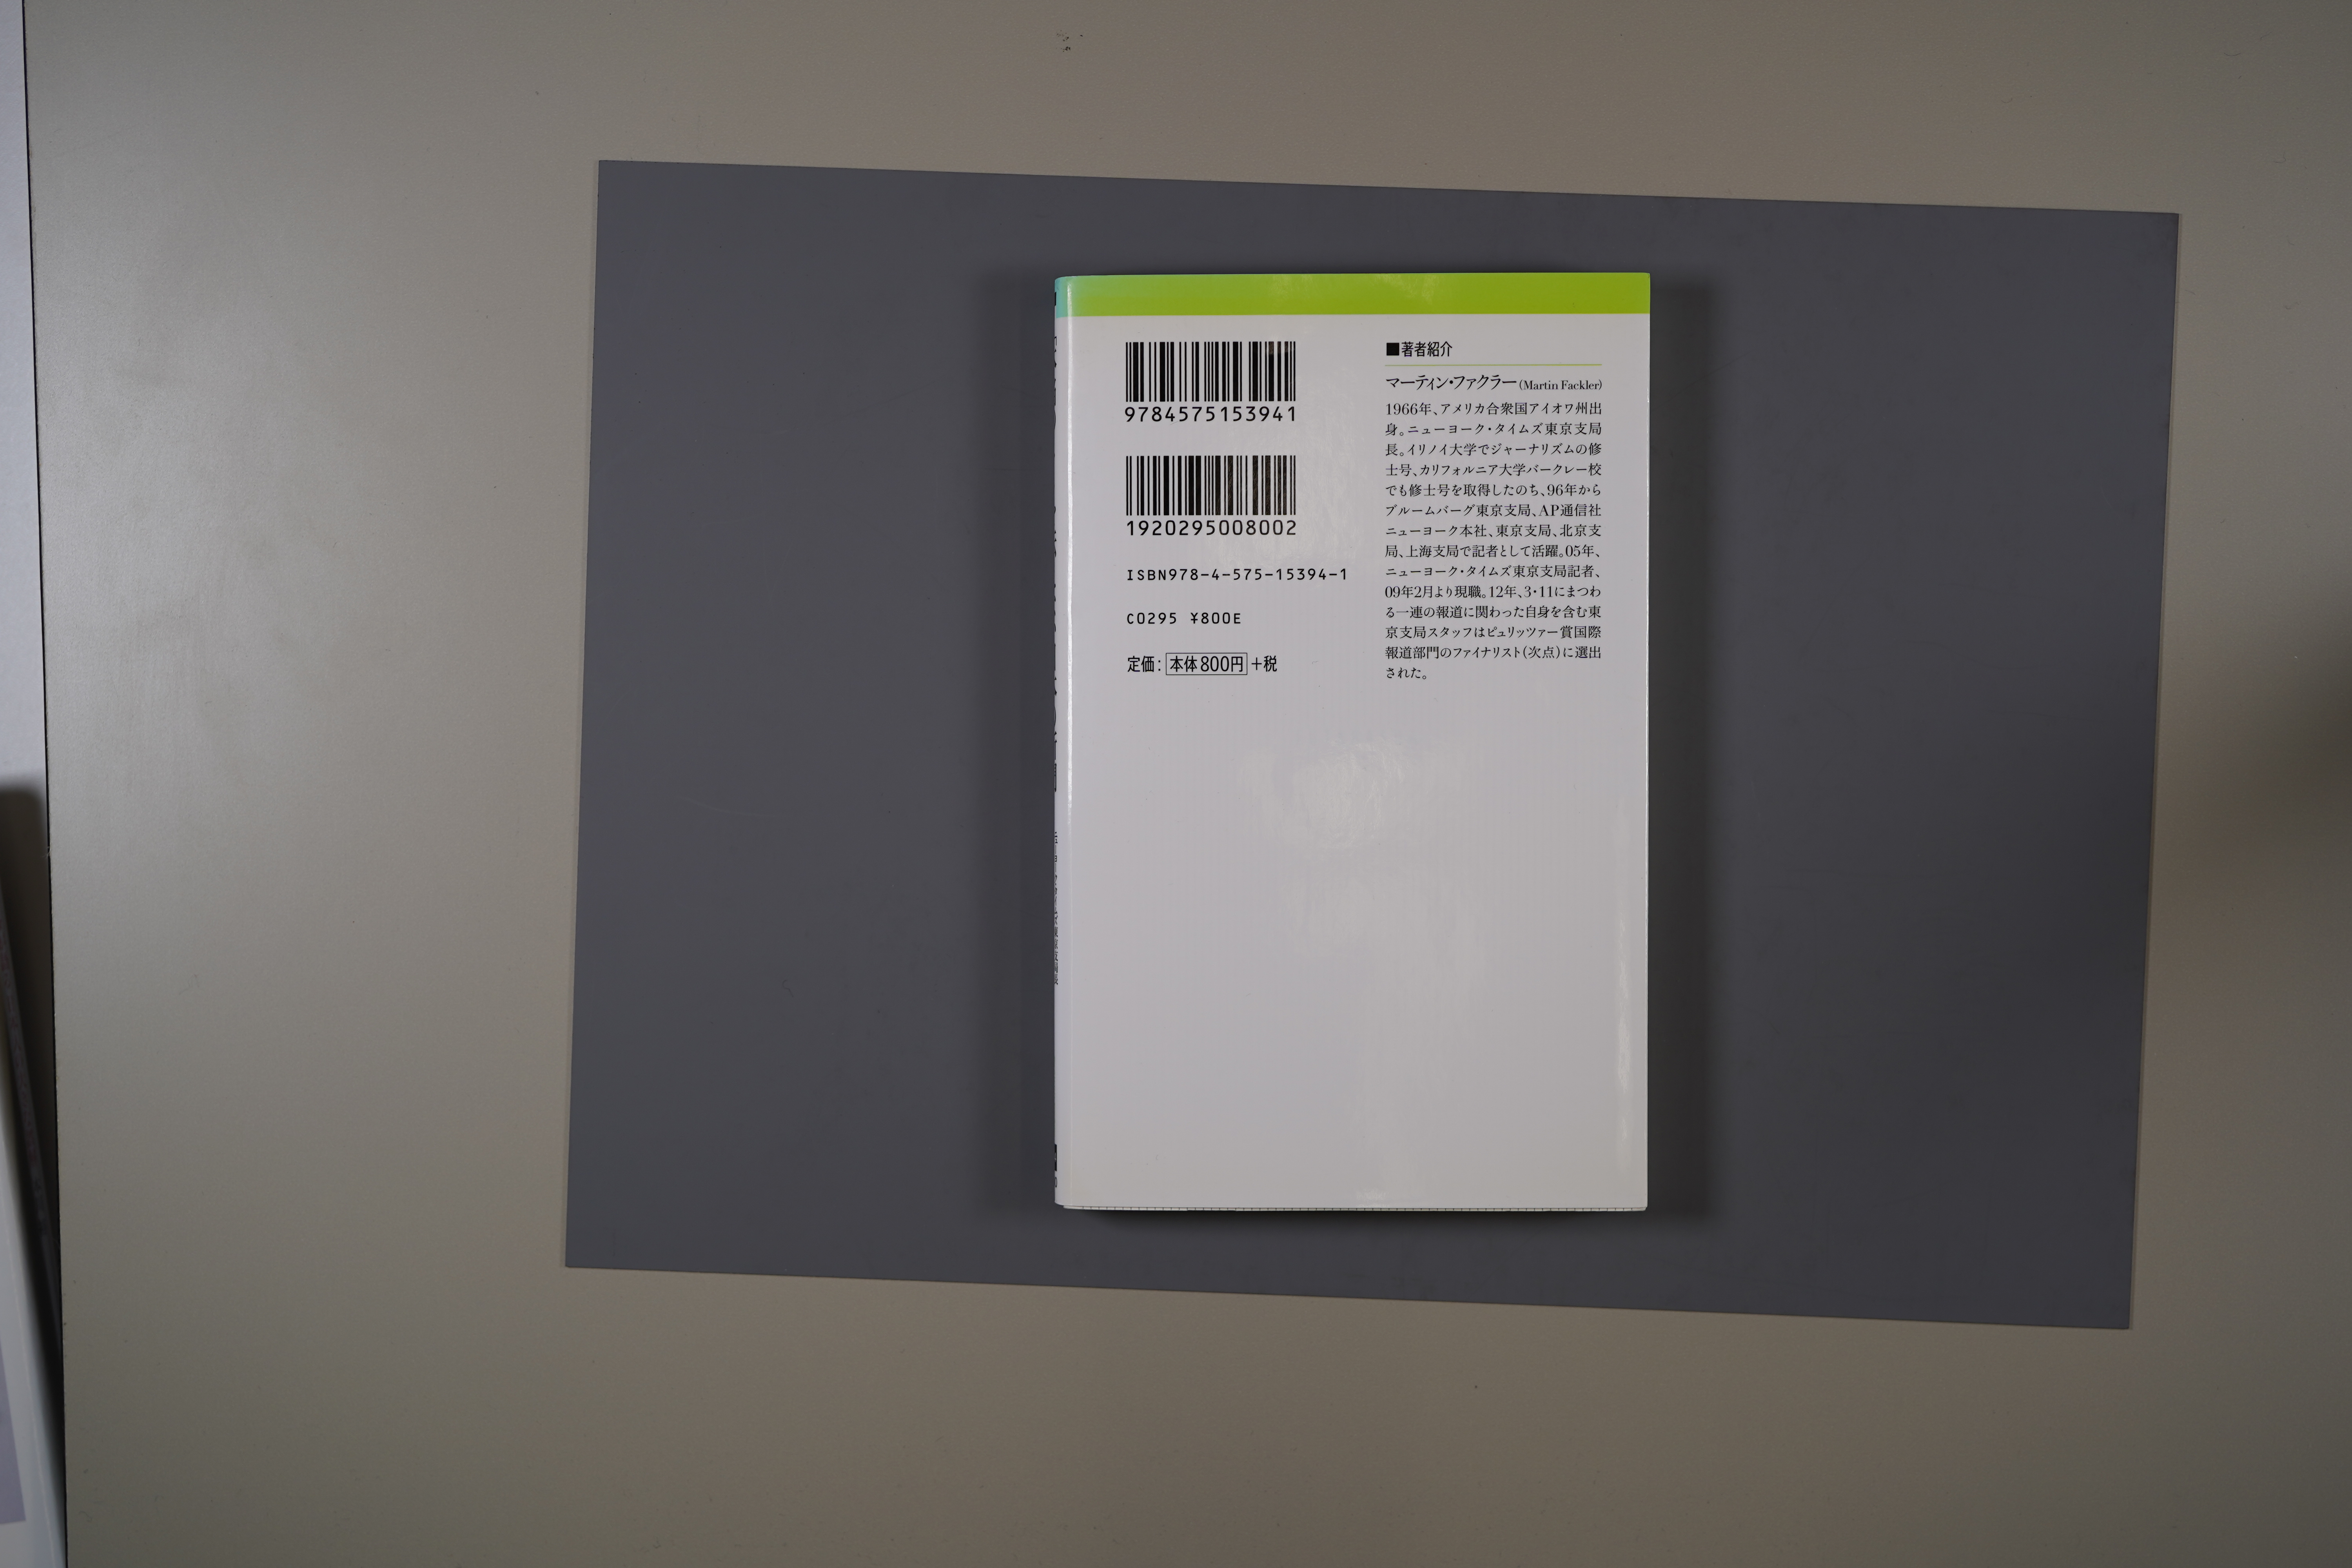 9784575153941
1920295008002
ISBN978-4-575-15394-1
C0295 ¥800E
定価：本体800円＋税
■著者紹介
マーティン・ファクラー（Martin Fackler）
1966年、アメリカ合衆国アイオワ州出
身。ニューヨーク・タイムズ東京支局
長。イリノイ大学でジャーナリズムの修
士号、カリフォルニア大学バークレー校
でも修士号を取得したのち、96年から
ブルームバーグ東京支局、AP通信社
ニューヨーク本社、東京支局、北京支
局、上海支局で記者として活躍。05年、
ニューヨーク・タイムズ東京支局記者、
09年2月より現職。12年、3・11にまつわ
る一連の報道に関わった自身を含む東
京支局スタッフはピュリッツァー賞国際
報道部門のファイナリスト（次点）に選出
された。